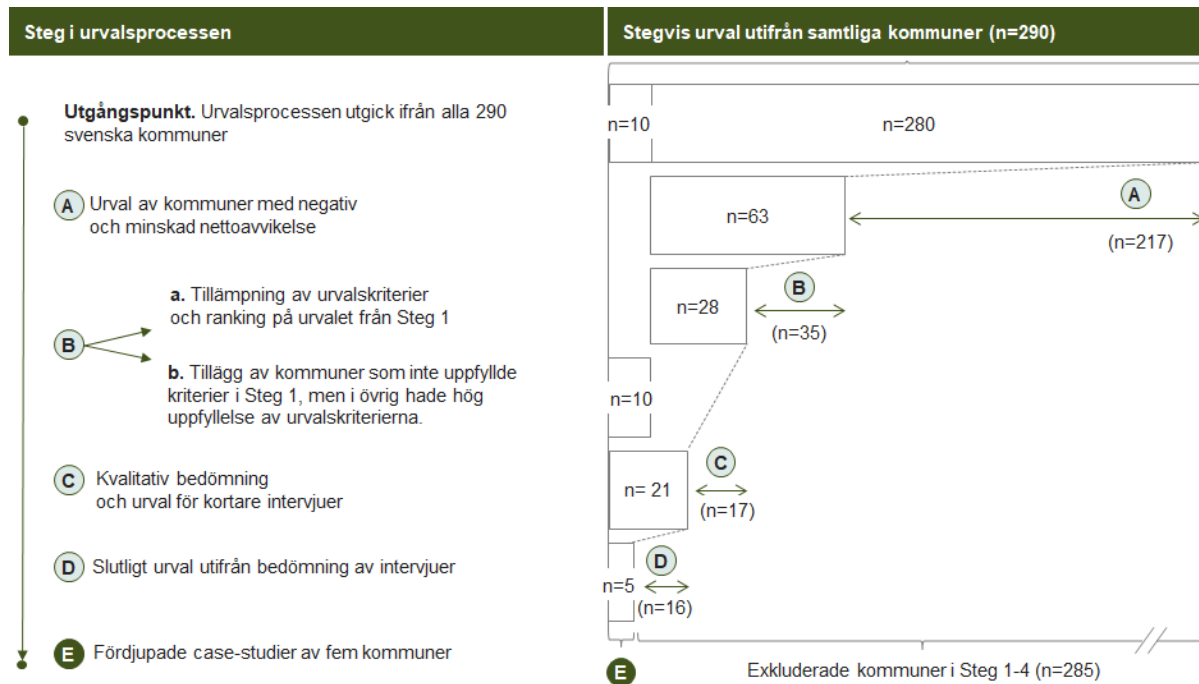 Steg i urvalsprocessen
Stegvis urval utifrån samtliga kommuner (n=290)
Utgångspunkt. Urvalsprocessen utgick ifrån alla 290
svenska kommuner
A
Urval av kommuner med negativ
och minskad nettoavvikelse
a. Tillämpning av urvalskriterier
och ranking på urvalet från Steg 1
B
b. Tillägg av kommuner som inte uppfyllde
kriterier i Steg 1, men i övrig hade hög
uppfyllelse av urvalskriterierna.
C
Kvalitativ bedömning
och urval för kortare intervjuer
D
Slutligt urval utifrån bedömning av intervjuer
E
Fördjupade case-studier av fem kommuner
n=10
n=280
n=63
A
(n=217)
n=28
B
(n=35)
n=10
n= 21
C
(n=17)
n=5
D
(n=16)
E
Exkluderade kommuner i Steg 1-4 (n=285)